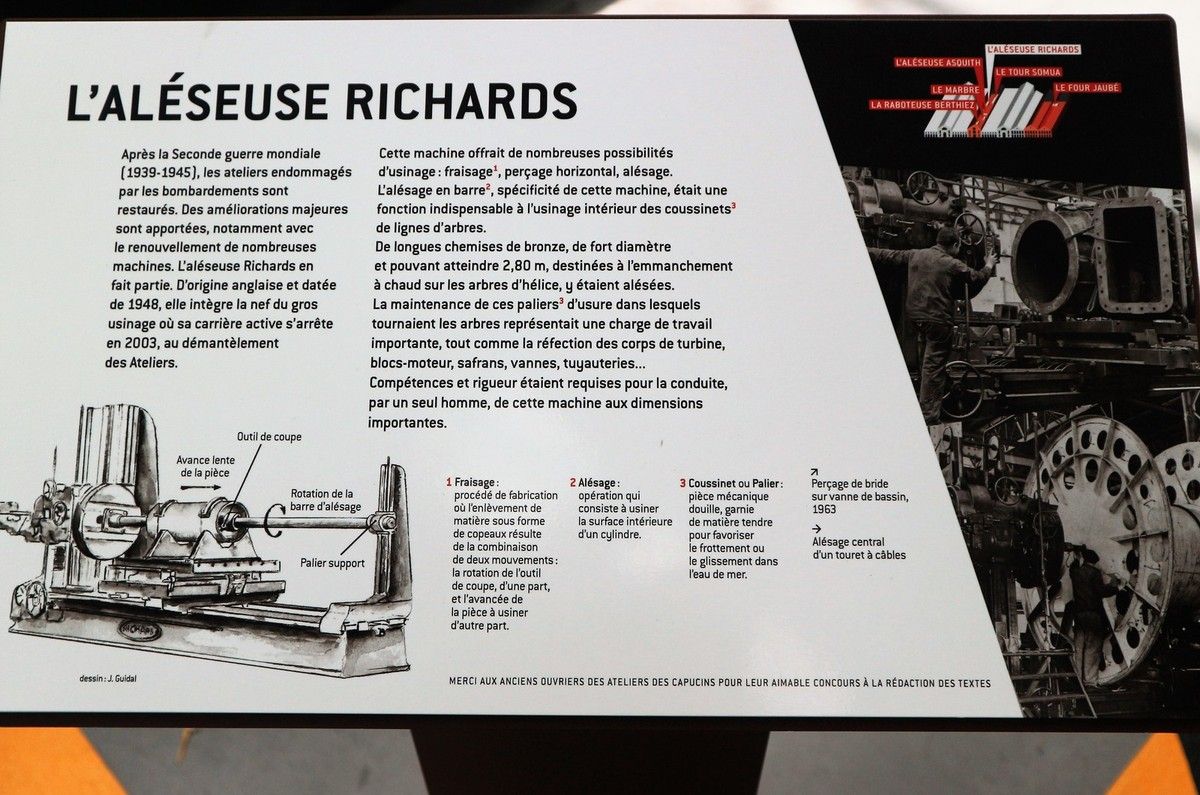 L'ALÉSEUSE RICHARDS
Après la Seconde guerre mondiale
(1939-1945), les ateliers endommagés
par les bombardements sont
restaurés. Des améliorations majeures
sont apportées, notamment avec
le renouvellement de nombreuses
machines. L'aléseuse Richards en
fait partie. D'origine anglaise et datée
de 1948, elle intègre la nef du gros
usinage où sa carrière active s'arrête
en 2003, au démantèlement
des Ateliers.
Cette machine offrait de nombreuses possibilités
d'usinage : fraisage¹, perçage horizontal, alésage.
L'alésage en barre², spécificité de cette machine, était une
fonction indispensable à l'usinage intérieur des coussinets³
de lignes d'arbres.
De longues chemises de bronze, de fort diamètre
et pouvant atteindre 2,80 m, destinées à l'emmanchement
à chaud sur les arbres d'hélice, y étaient alésées.
La maintenance de ces paliers³ d'usure dans lesquels
tournaient les arbres représentait une charge de travail
importante, tout comme la réfection des corps de turbine,
blocs-moteur, safrans, vannes, tuyauteries...
Compétences et rigueur étaient requises pour la conduite,
par un seul homme, de cette machine aux dimensions
importantes.
Outil de coupe
Avance lente
de la pièce
Rotation de la
barre d'alésage
Palier support
RICHARDS
dessin : J. Guidal
1 Fraisage :
procédé de fabrication
où l'enlèvement de
matière sous forme
de copeaux résulte
de la combinaison
de deux mouvements :
la rotation de l'outil
de coupe, d'une part,
et l'avancée de
la pièce à usiner
d'autre part.
2 Alésage :
opération qui
consiste à usiner
la surface intérieure
d'un cylindre.
3 Coussinet ou Palier :
pièce mécanique
douille, garnie
de matière tendre
pour favoriser
le frottement ou
le glissement dans
l'eau de mer.
↗
Perçage de bride
sur vanne de bassin,
1963
→
Alésage central
d'un touret à câbles
MERCI AUX ANCIENS OUVRIERS DES ATELIERS DES CAPUCINS POUR LEUR AIMABLE CONCOURS À LA RÉDACTION DES TEXTES
L'ALÉSEUSE RICHARDS
L'ALÉSEUSE ASQUITH
LE TOUR SOMUA
LE MARBRE
LE FOUR JAUBÉ
LA RABOTEUSE BERTHIEZ